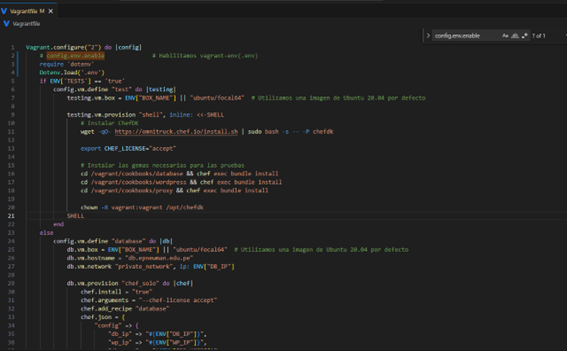 Vagrantfile M
Vagrantfile
config.env.enable
Aa
ab
.*
? of 1
1 Vagrant.configure("2") do |config|
2 # config.env.enable # Habilitamos vagrant-env(.env)
3 require 'dotenv'
4 Dotenv.load('.env')
5 if ENV['TESTS'] == 'true'
6 config.vm.define "test" do |testing|
7 testing.vm.box = ENV["BOX_NAME"] || "ubuntu/focal64" # Utilizamos una imagen de Ubuntu 20.04 por defecto
8
9 testing.vm.provision "shell", inline: <<-SHELL
10 # Instalar ChefDK
11 wget -qO- https://omnitruck.chef.io/install.sh | sudo bash -s -- -P chefdk
12
13 export CHEF_LICENSE="accept"
14
15 # Instalar las gemas necesarias para las pruebas
16 cd /vagrant/cookbooks/database && chef exec bundle install
17 cd /vagrant/cookbooks/wordpress && chef exec bundle install
18 cd /vagrant/cookbooks/proxy && chef exec bundle install
19
20 chown -R vagrant:vagrant /opt/chefdk
21 SHELL
22 end
23 else
24 config.vm.define "database" do |db|
25 db.vm.box = ENV["BOX_NAME"] || "ubuntu/focal64" # Utilizamos una imagen de Ubuntu 20.04 por defecto
26 db.vm.hostname = "db.epnewman.edu.pe"
27 db.vm.network "private_network", ip: ENV["DB_IP"]
28
29 db.vm.provision "chef_solo" do |chef|
30 chef.install = "true"
31 chef.arguments = "--chef-license accept"
32 chef.add_recipe "database"
33 chef.json = {
34 "config" => {
35 "db_ip" => "#{ENV["DB_IP"]}",
36 "wp_ip" => "#{ENV["WP_IP"]}",